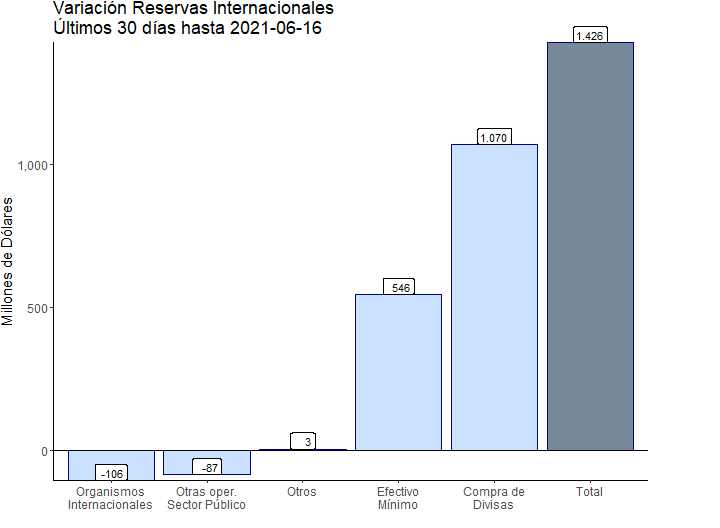 Variación Reservas Internacionales
Últimos 30 días hasta 2021-06-16
1.426
1.070
1,000
Millones de Dólares
546
500
3
0
-106
-87
Organismos
Internacionales
Otras oper.
Sector Público
Otros
Efectivo
Mínimo
Compra de
Divisas
Total